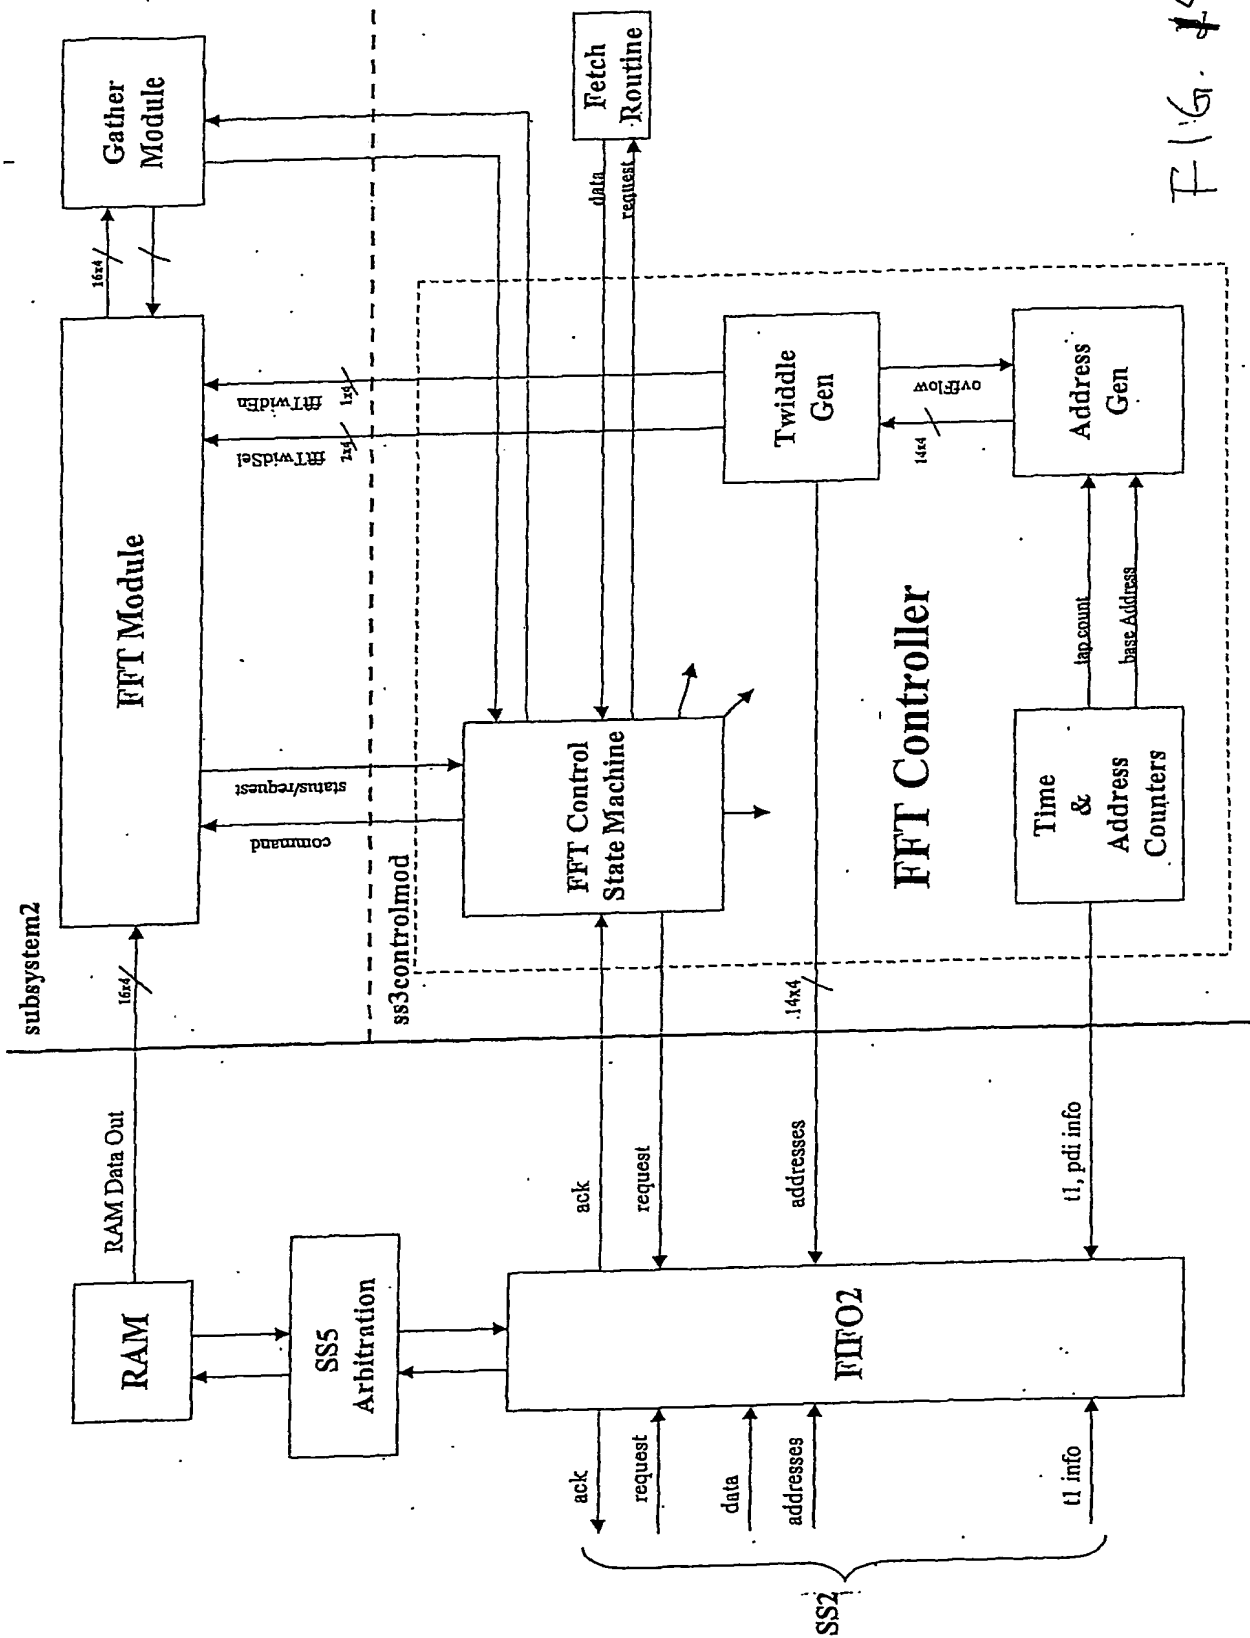 subsystem2
Gather
Module
16x4
FFT Module
16x4
RAM Data Out
RAM
SS5
Arbitration
fftTwidEn
1x4
fftTwidSel
7x4
status/request
command
ss3controlmod
Fetch
Routine
data
request
FFT Control
State Machine
Twiddle
Gen
ovfFlow
14x4
Address
Gen
FFT Controller
tap count
base Address
Time
&
Address
Counters
14x4
ack
request
addresses
t1, pdi info
FIFO2
ack
request
data
addresses
t1 info
SS2
FIG.